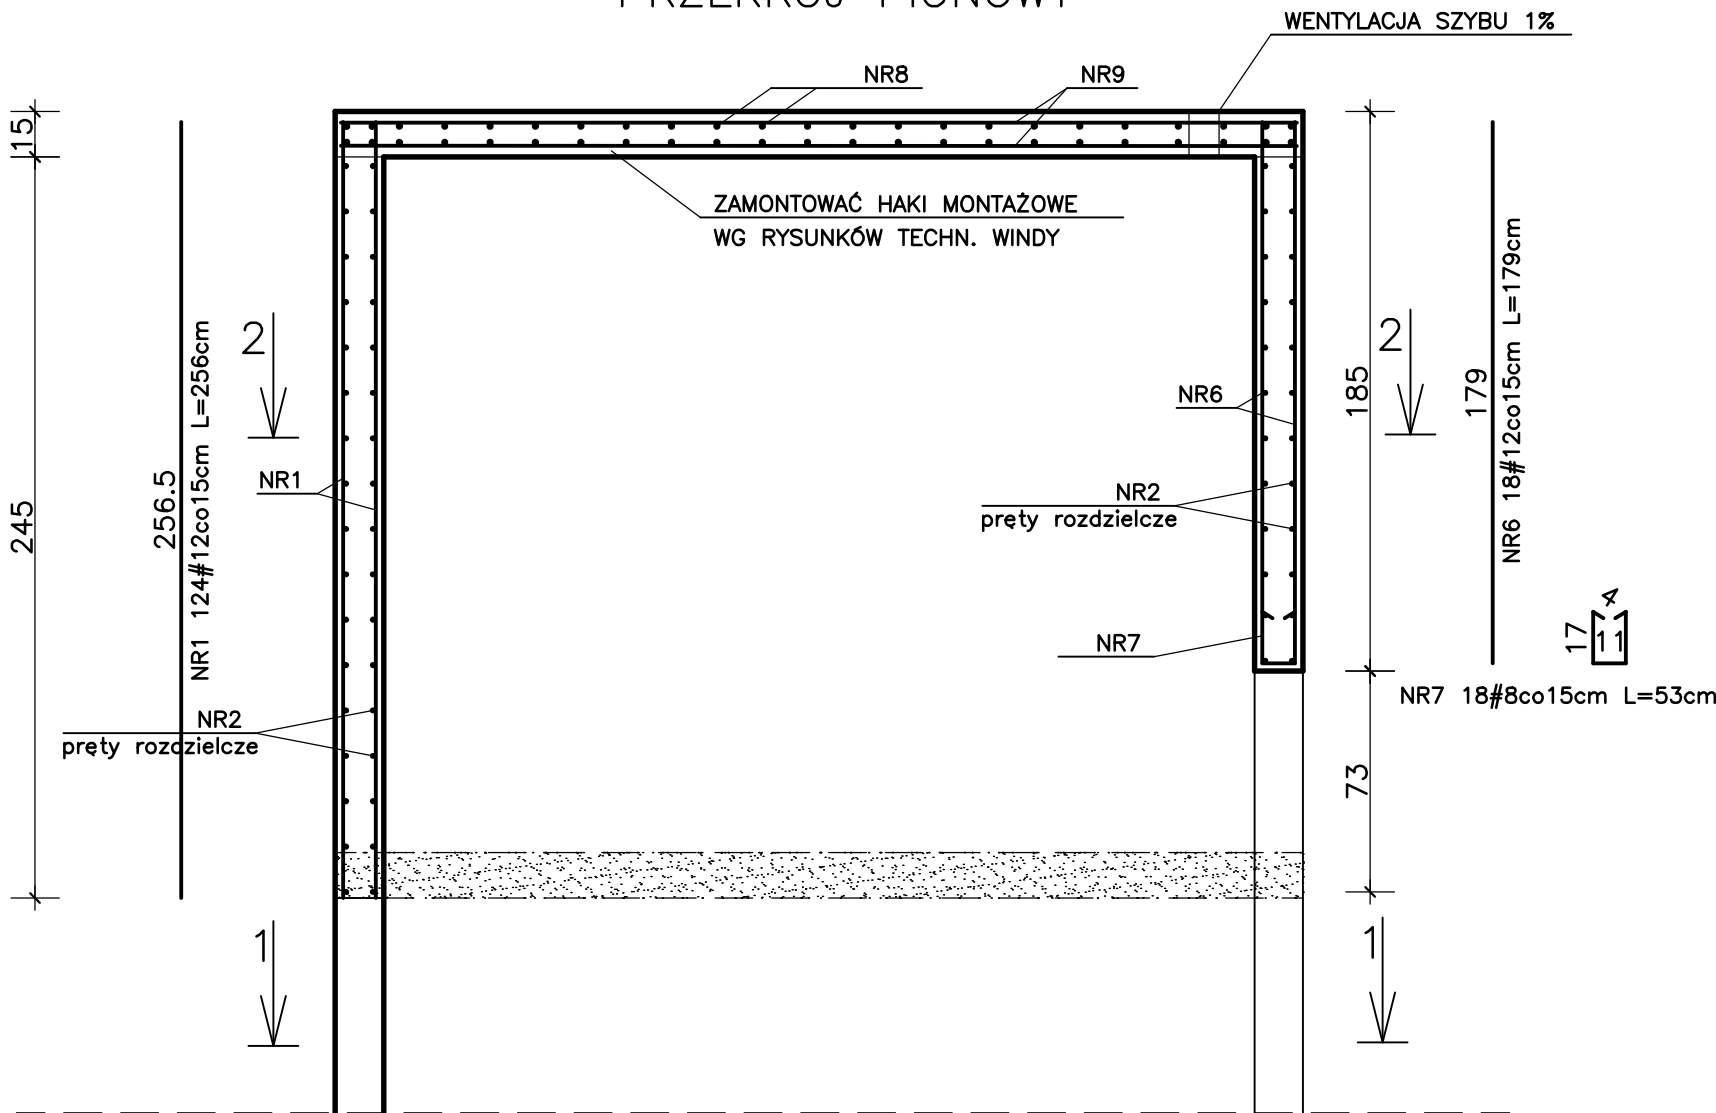 PRZEKRÓJ PIONOWY
WENTYLACJA SZYBU 1%
NR8
NR9
15
ZAMONTOWAĆ HAKI MONTAŻOWE
WG RYSUNKÓW TECHN. WINDY
245
256.5
NR1 124#12co15cm L=256cm
2
NR1
NR2
pręty rozdzielcze
1
NR6
NR2
pręty rozdzielcze
NR7
185
2
179
NR6 18#12co15cm L=179cm
4
17
11
NR7 18#8co15cm L=53cm
73
1